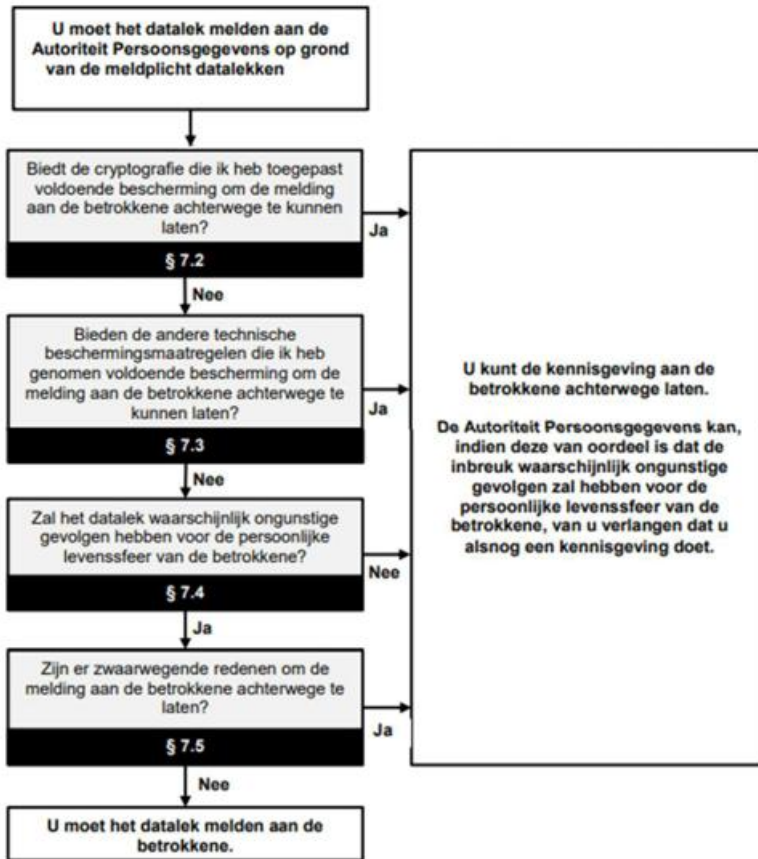 U moet het datalek melden aan de
Autoriteit Persoonsgegevens op grond
van de meldplicht datalekken
Biedt de cryptografie die ik heb toegepast
voldoende bescherming om de melding
aan de betrokkene achterwege te kunnen
laten?
Ja
§ 7.2
Nee
Bieden de andere technische
beschermingsmaatregelen die ik heb
genomen voldoende bescherming om de
melding aan de betrokkene achterwege te
kunnen laten?
Ja
§ 7.3
Nee
Zal het datalek waarschijnlijk ongunstige
gevolgen hebben voor de persoonlijke
levenssfeer van de betrokkene?
Nee
§ 7.4
Ja
Zijn er zwaarwegende redenen om de
melding aan de betrokkene achterwege te
laten?
Ja
§ 7.5
Nee
U moet het datalek melden aan de
betrokkene.
U kunt de kennisgeving aan de
betrokkene achterwege laten.
De Autoriteit Persoonsgegevens kan,
indien deze van oordeel is dat de
inbreuk waarschijnlijk ongunstige
gevolgen zal hebben voor de
persoonlijke levenssfeer van de
betrokkene, van u verlangen dat u
alsnog een kennisgeving doet.